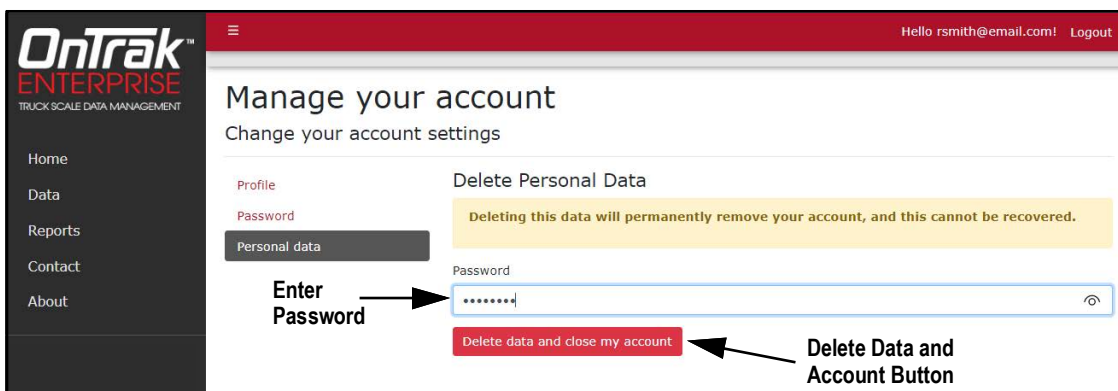 OnTrak™
ENTERPRISE
TRUCK SCALE DATA MANAGEMENT
Home
Data
Reports
Contact
About
☰ Hello rsmith@email.com! Logout
Manage your account
Change your account settings
Profile
Password
Personal data
Delete Personal Data
Deleting this data will permanently remove your account, and this cannot be recovered.
Password
••••••••
Delete data and close my account
Enter
Password
Delete Data and
Account Button